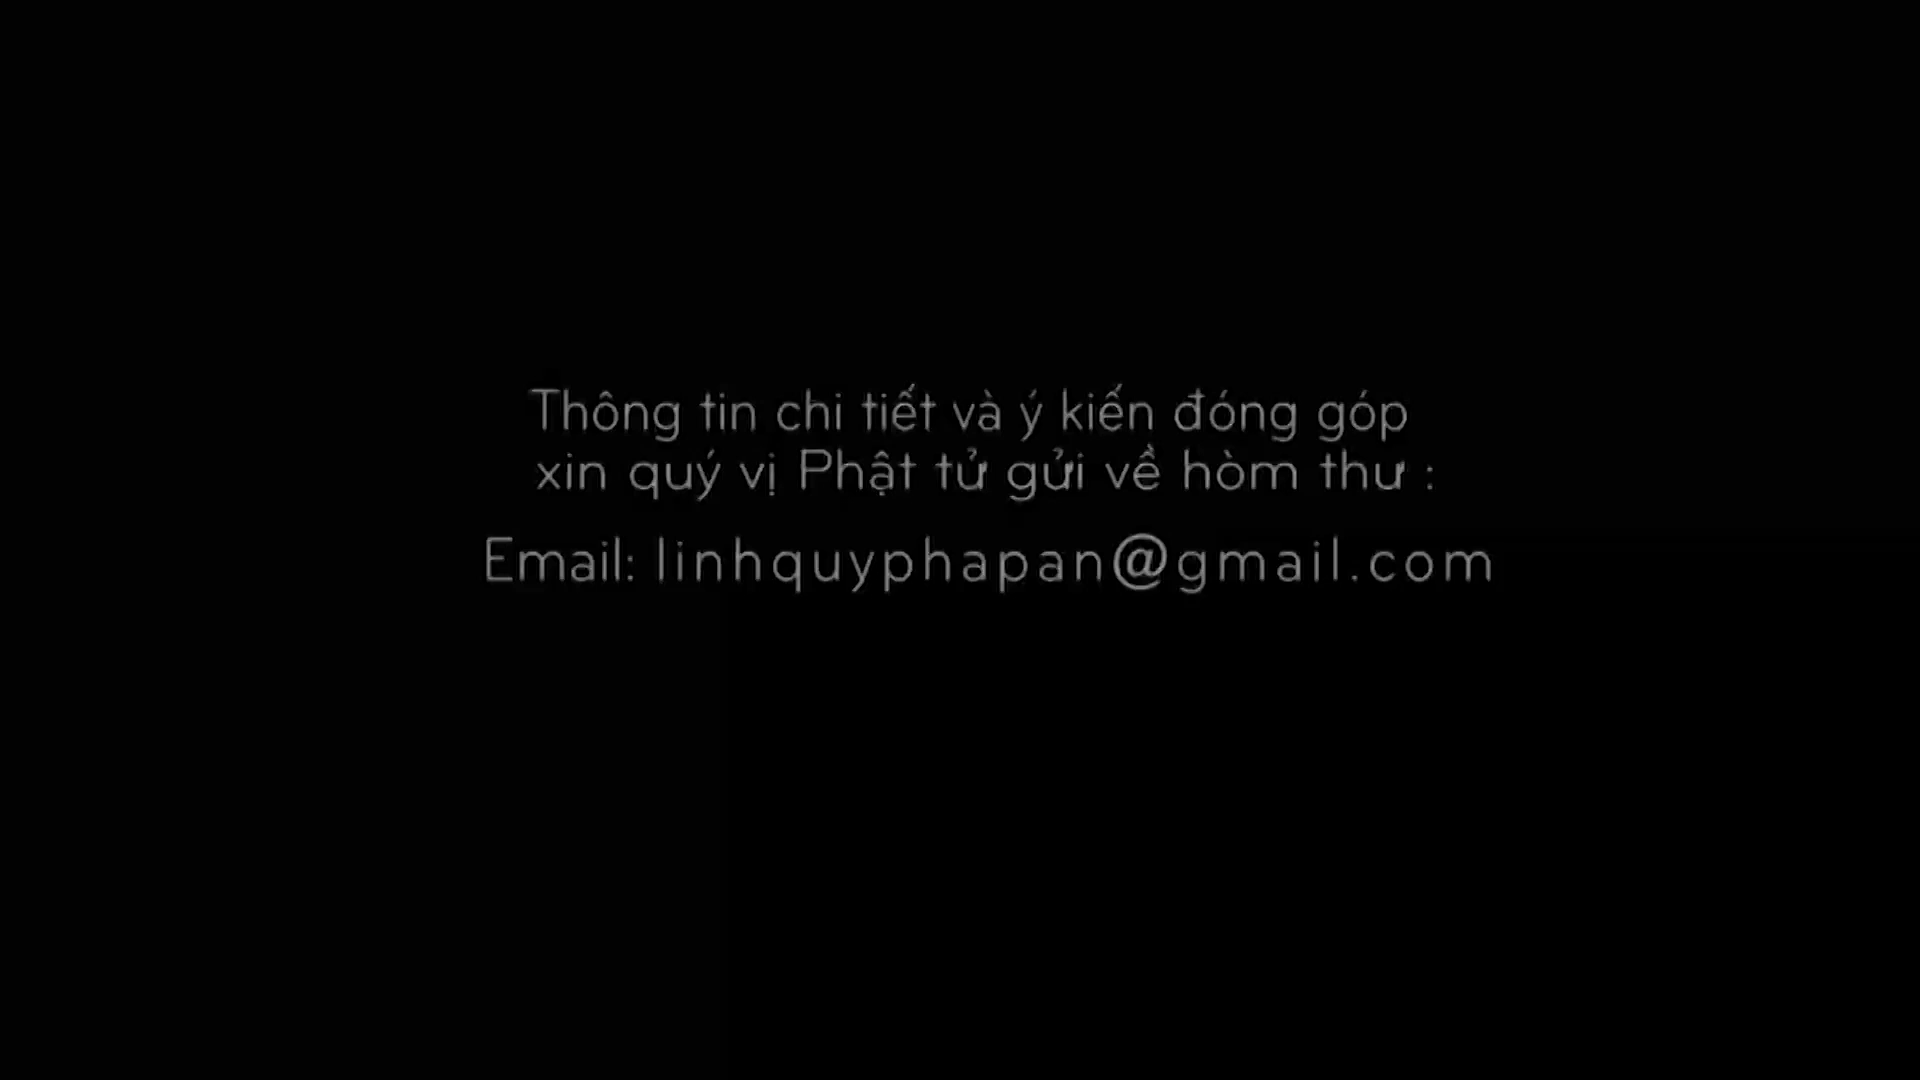 Thông tin chi tiết và ý kiến đóng góp
xin quý vị Phật tử gửi về hòm thư :
Email: linhquyphapan@gmail.com